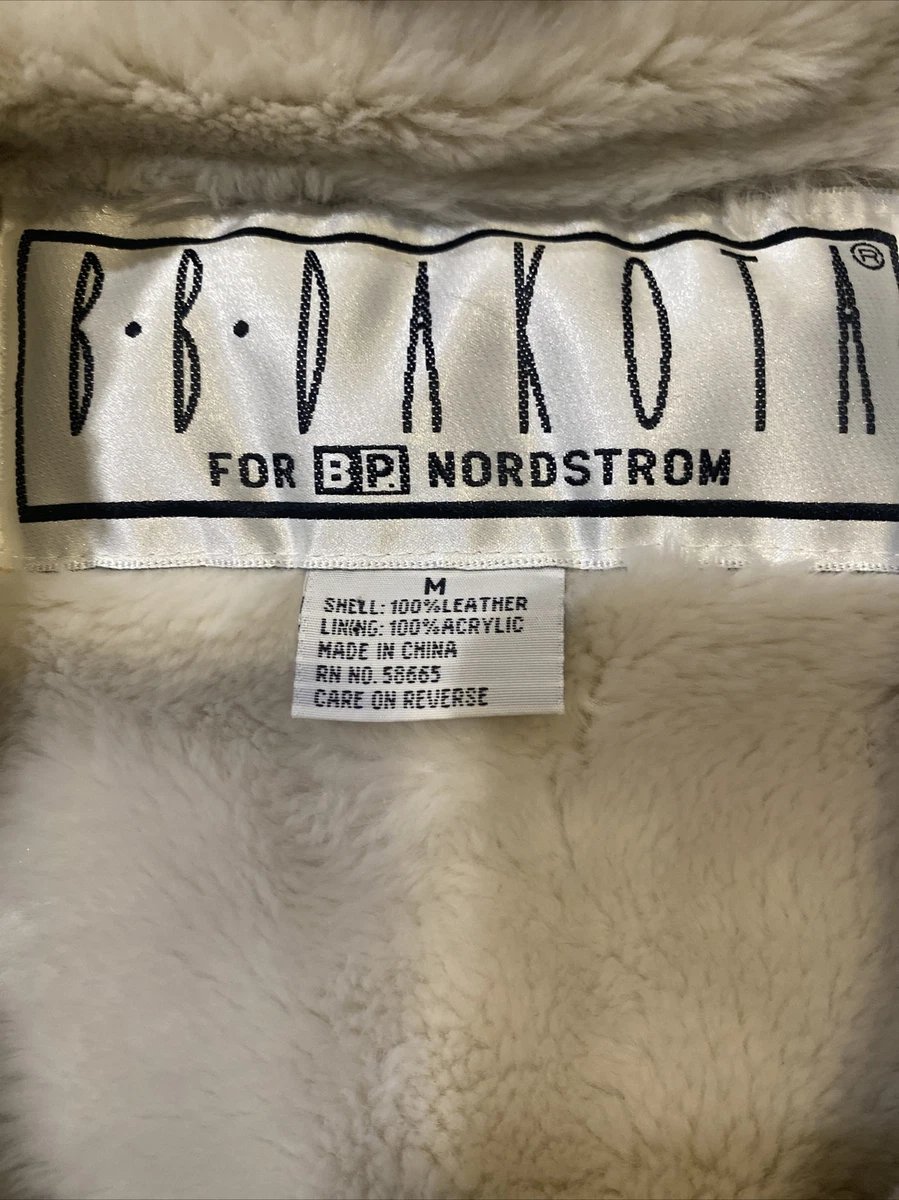 B·B·DAKOTA®
FOR B.P. NORDSTROM
M
SHELL: 100%LEATHER
LINING: 100%ACRYLIC
MADE IN CHINA
RN NO. 58665
CARE ON REVERSE